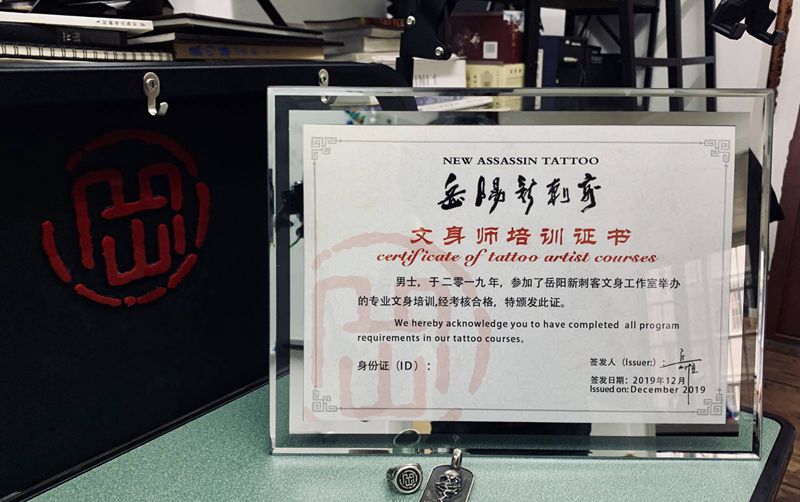 NEW ASSASSIN TATTOO
岳陽新刺客
文身师培训证书
certificate of tattoo artist courses
男士，于二零一九年，参加了岳阳新刺客文身工作室举办
的专业文身培训,经考核合格，特颁发此证。
We hereby acknowledge you to have completed all program
requirements in our tattoo courses。
身份证（ID）：
签发人（Issuer:）:
签发日期：2019年12月
Issued on: December 2019